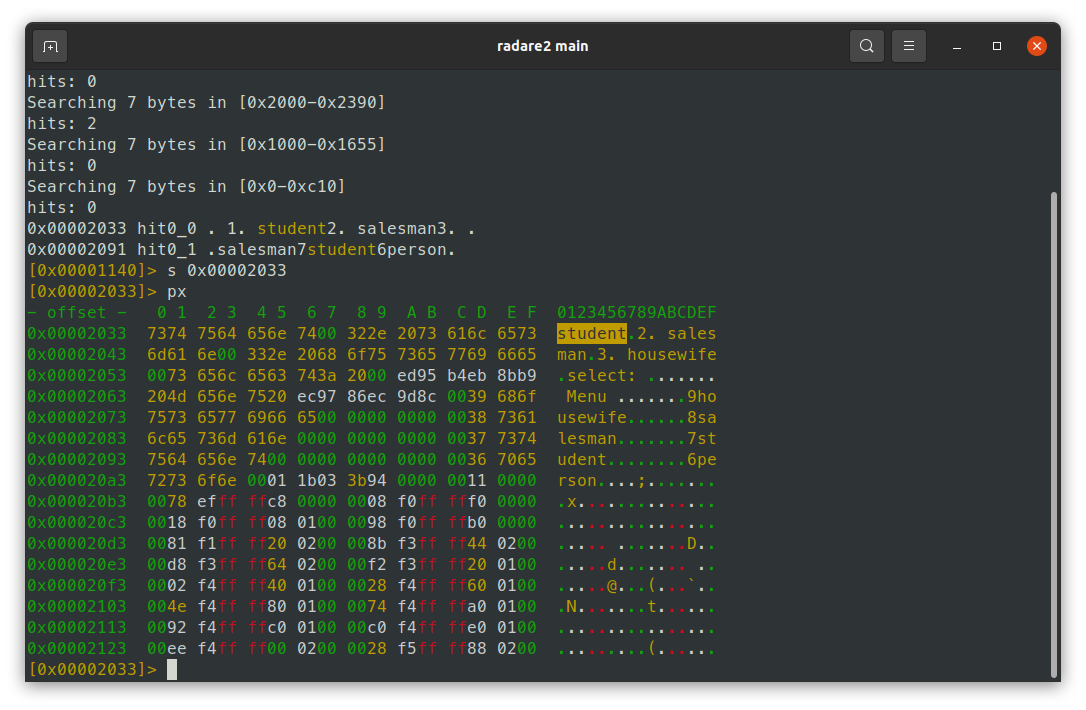 radare2 main
hits: 0
Searching 7 bytes in [0x2000-0x2390]
hits: 2
Searching 7 bytes in [0x1000-0x1655]
hits: 0
Searching 7 bytes in [0x0-0xc10]
hits: 0
0x00002033 hit0_0 . 1. student2. salesman3. .
0x00002091 hit0_1 .salesman7student6person.
[0x00001140]> s 0x00002033
[0x00002033]> px
- offset -   0 1  2 3  4 5  6 7  8 9  A B  C D  E F  0123456789ABCDEF
0x00002033  7374 7564 656e 7400 322e 2073 616c 6573  student.2. sales
0x00002043  6d61 6e00 332e 2068 6f75 7365 7769 6665  man.3. housewife
0x00002053  0073 656c 6563 743a 2000 ed95 b4eb 8bb9  .select: .......
0x00002063  204d 656e 7520 ec97 86ec 9d8c 0039 686f   Menu .......9ho
0x00002073  7573 6577 6966 6500 0000 0000 0038 7361  usewife......8sa
0x00002083  6c65 736d 616e 0000 0000 0000 0037 7374  lesman.......7st
0x00002093  7564 656e 7400 0000 0000 0000 0036 7065  udent........6pe
0x000020a3  7273 6f6e 0001 1b03 3b94 0000 0011 0000  rson....;.......
0x000020b3  0078 efff ffc8 0000 0008 f0ff fff0 0000  .x..............
0x000020c3  0018 f0ff ff08 0100 0098 f0ff ffb0 0000  ................
0x000020d3  0081 f1ff ff20 0200 008b f3ff ff44 0200  ..... .......D..
0x000020e3  00d8 f3ff ff64 0200 00f2 f3ff ff20 0100  .....d....... ..
0x000020f3  0002 f4ff ff40 0100 0028 f4ff ff60 0100  .....@...(...`..
0x00002103  004e f4ff ff80 0100 0074 f4ff ffa0 0100  .N.......t......
0x00002113  0092 f4ff ffc0 0100 00c0 f4ff ffe0 0100  ................
0x00002123  00ee f4ff ff00 0200 0028 f5ff ff88 0200  .........(......
[0x00002033]>